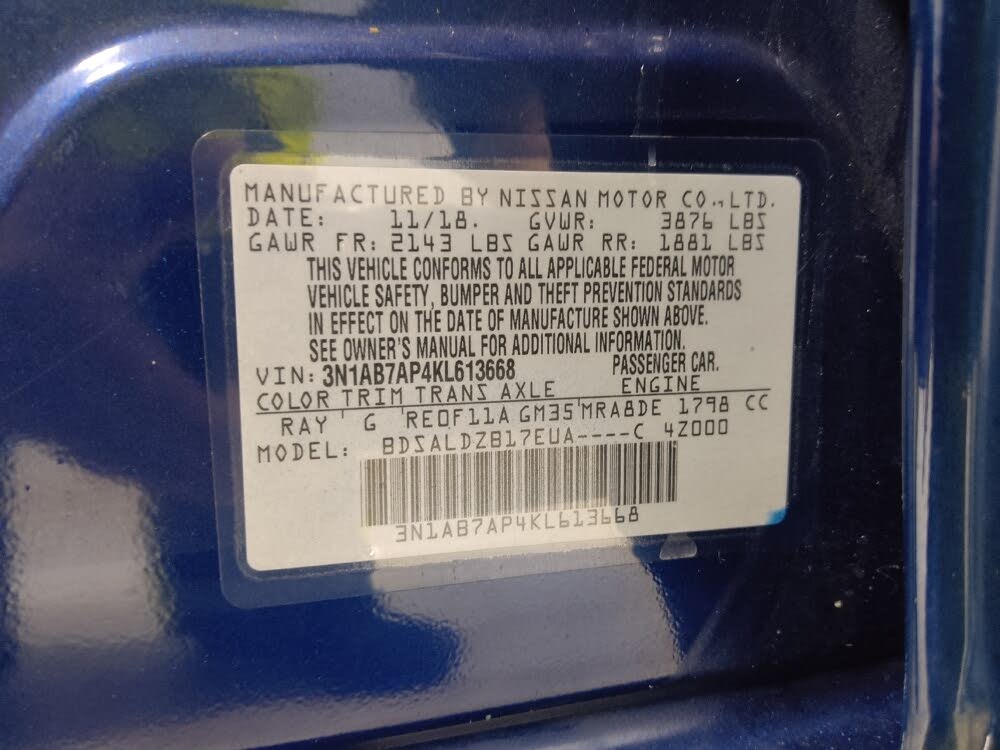 MANUFACTURED BY NISSAN MOTOR CO.,LTD.
DATE: 11/18. GVWR: 3876 LBS
GAWR FR: 2143 LBS GAWR RR: 1881 LBS
THIS VEHICLE CONFORMS TO ALL APPLICABLE FEDERAL MOTOR
VEHICLE SAFETY, BUMPER AND THEFT PREVENTION STANDARDS
IN EFFECT ON THE DATE OF MANUFACTURE SHOWN ABOVE.
SEE OWNER'S MANUAL FOR ADDITIONAL INFORMATION.
VIN: 3N1AB7AP4KL613668 PASSENGER CAR.
COLOR TRIM TRANS AXLE ENGINE
RAY ' G ' RE0F11A GM35 ' MRA8DE 1798 CC
MODEL: BDSALDZB17EUA----C 4Z000
3N1AB7AP4KL613668